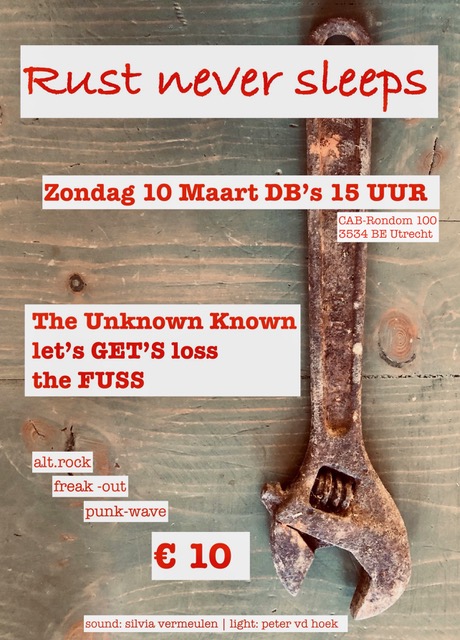 Rust never sleeps
Zondag 10 Maart DB's 15 UUR
CAB-Rondom 100
3534 BE Utrecht
The Unknown Known
let's GET'S loss
the FUSS
alt.rock
freak -out
punk-wave
€ 10
sound: silvia vermeulen | light: peter vd hoek